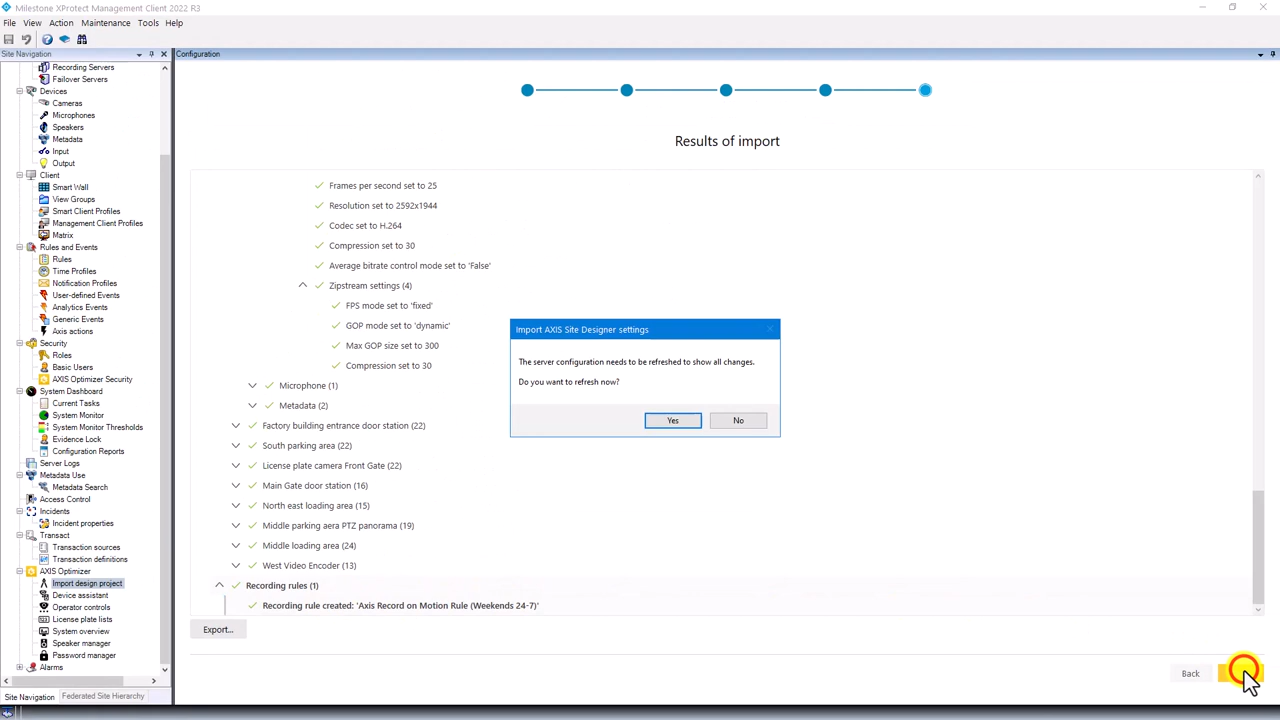 Milestone XProtect Management Client 2022 R3
File View Action Maintenance Tools Help
Site Navigation
Configuration
Recording Servers
Failover Servers
Devices
Cameras
Microphones
Speakers
Metadata
Input
Output
Client
Smart Wall
View Groups
Smart Client Profiles
Management Client Profiles
Matrix
Rules and Events
Rules
Time Profiles
Notification Profiles
User-defined Events
Analytics Events
Generic Events
Axis actions
Security
Roles
Basic Users
AXIS Optimizer Security
System Dashboard
Current Tasks
System Monitor
System Monitor Thresholds
Evidence Lock
Configuration Reports
Server Logs
Metadata Use
Metadata Search
Access Control
Incidents
Incident properties
Transact
Transaction sources
Transaction definitions
AXIS Optimizer
Import design project
Device assistant
Operator controls
License plate lists
System overview
Speaker manager
Password manager
Alarms
Site Navigation Federated Site Hierarchy
Results of import
Frames per second set to 25
Resolution set to 2592x1944
Codec set to H.264
Compression set to 30
Average bitrate control mode set to 'False'
Zipstream settings (4)
FPS mode set to 'fixed'
GOP mode set to 'dynamic'
Max GOP size set to 300
Compression set to 30
Microphone (1)
Metadata (2)
Factory building entrance door station (22)
South parking area (22)
License plate camera Front Gate (22)
Main Gate door station (16)
North east loading area (15)
Middle parking aera PTZ panorama (19)
Middle loading area (24)
West Video Encoder (13)
Recording rules (1)
Recording rule created: 'Axis Record on Motion Rule (Weekends 24-7)'
Import AXIS Site Designer settings
The server configuration needs to be refreshed to show all changes.
Do you want to refresh now?
Yes No
Export...
Back